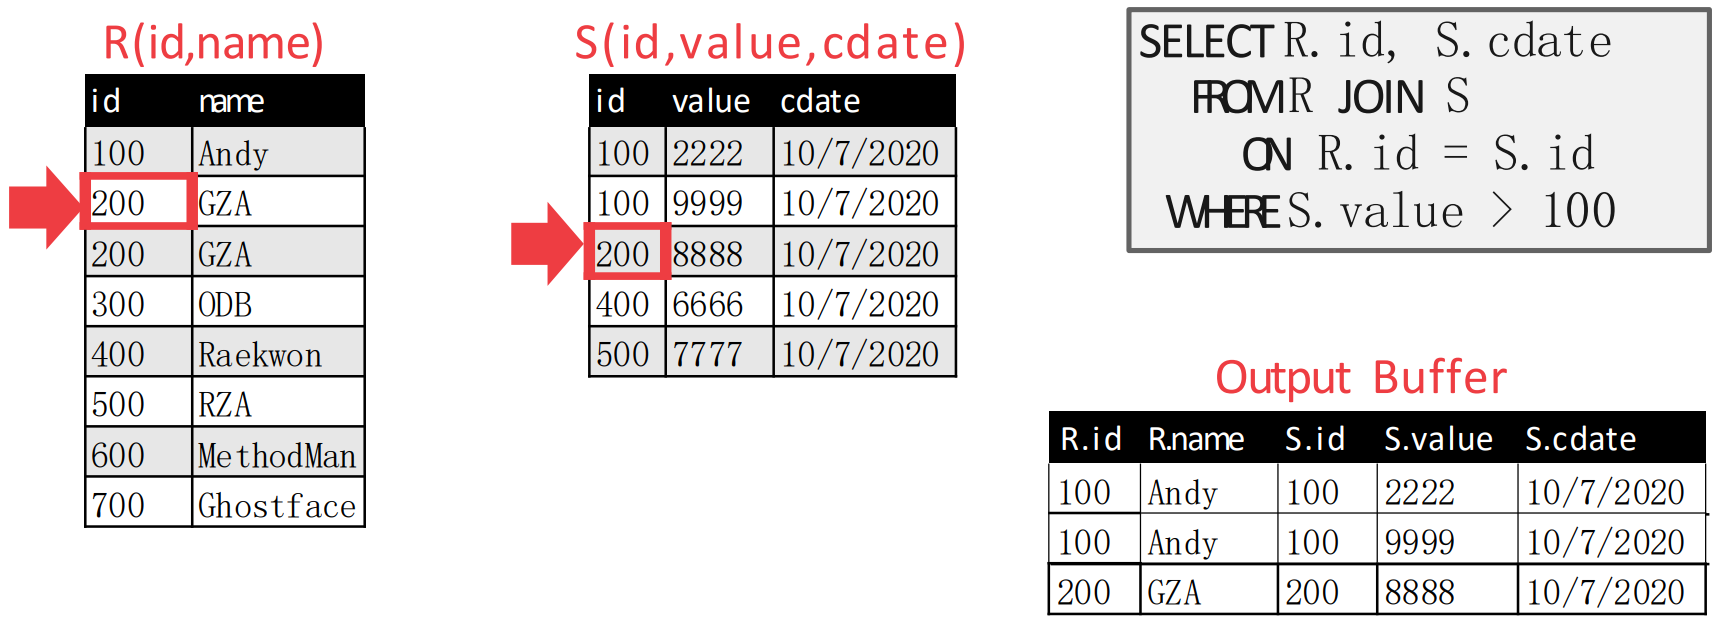 R(id,name)
id name
100 Andy
200 GZA
200 GZA
300 ODB
400 Raekwon
500 RZA
600 MethodMan
700 Ghostface
S(id,value,cdate)
id value cdate
100 2222 10/7/2020
100 9999 10/7/2020
200 8888 10/7/2020
400 6666 10/7/2020
500 7777 10/7/2020
SELECT R.id, S.cdate
FROM R JOIN S
ON R.id = S.id
WHERE S.value > 100
Output Buffer
R.id R.name S.id S.value S.cdate
100 Andy 100 2222 10/7/2020
100 Andy 100 9999 10/7/2020
200 GZA 200 8888 10/7/2020